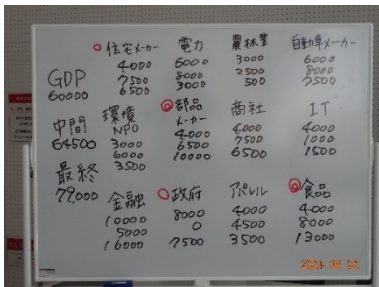 住宅メーカー 電力 農林業 自動車メーカー
4000 6000 3000 6000
7500 8000 2500 8000
6500 3000 500 7500
GDP
60000
中間
64500
最終
79,000
環境NPO 部品メーカー 商社 IT
3000 4000 4000 4000
6000 6500 7500 1000
3500 10000 6500 1500
金融 政府 アパレル 食品
10000 8000 4000 4000
5000 0 4500 8000
16000 7500 3500 13000